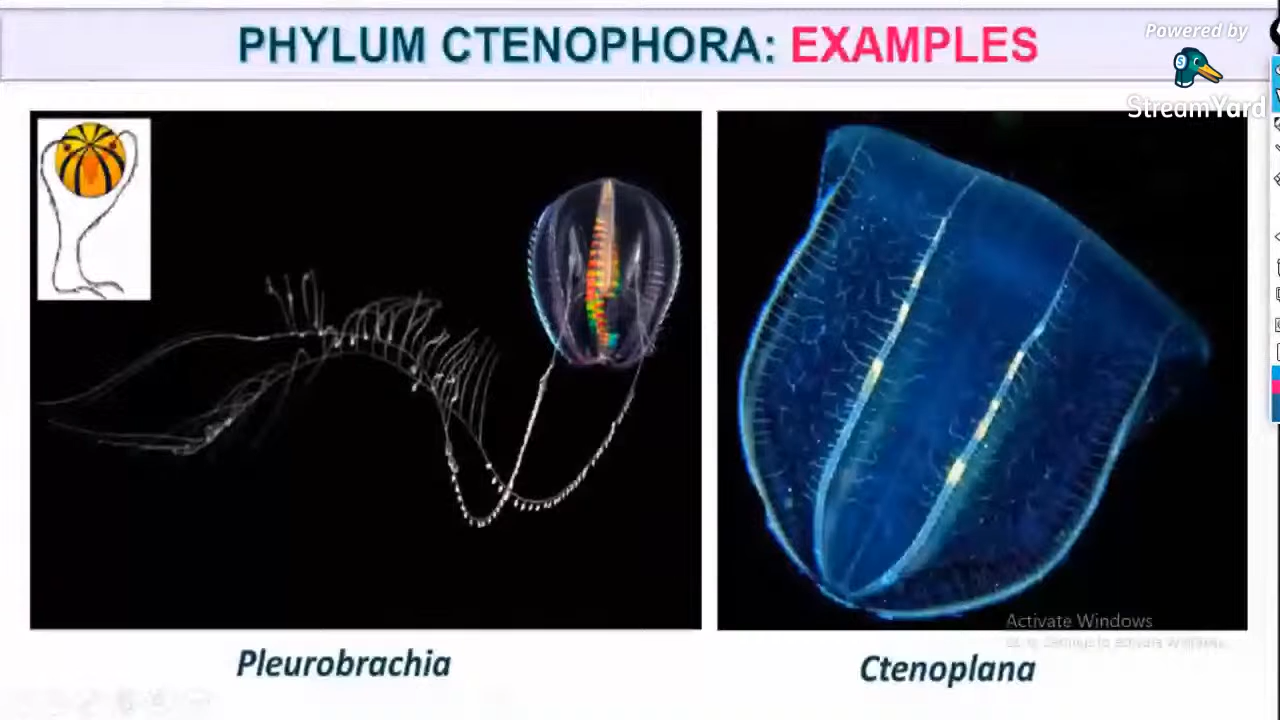 PHYLUM CTENOPHORA: EXAMPLES
Powered by
StreamYard
Activate Windows
Pleurobrachia
Ctenoplana